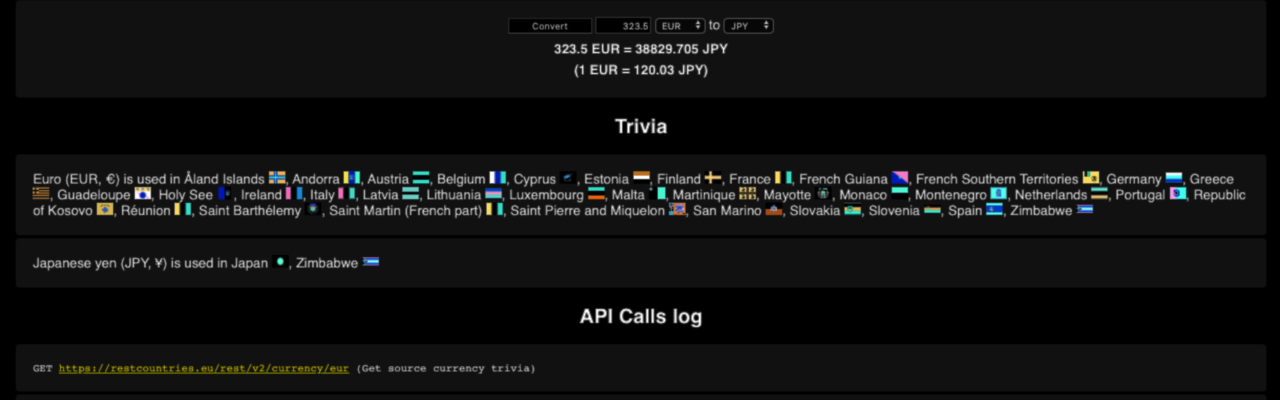 Convert 323.5 EUR to JPY
323.5 EUR = 38829.705 JPY
(1 EUR = 120.03 JPY)
Trivia
Euro (EUR, €) is used in Åland Islands, Andorra, Austria, Belgium, Cyprus, Estonia, Finland, France, French Guiana, French Southern Territories, Germany, Greece
, Guadeloupe, Holy See, Ireland, Italy, Latvia, Lithuania, Luxembourg, Malta, Martinique, Mayotte, Monaco, Montenegro, Netherlands, Portugal, Republic
of Kosovo, Réunion, Saint Barthélemy, Saint Martin (French part), Saint Pierre and Miquelon, San Marino, Slovakia, Slovenia, Spain, Zimbabwe
Japanese yen (JPY, ¥) is used in Japan, Zimbabwe
API Calls log
GET https://restcountries.eu/rest/v2/currency/eur (Get source currency trivia)